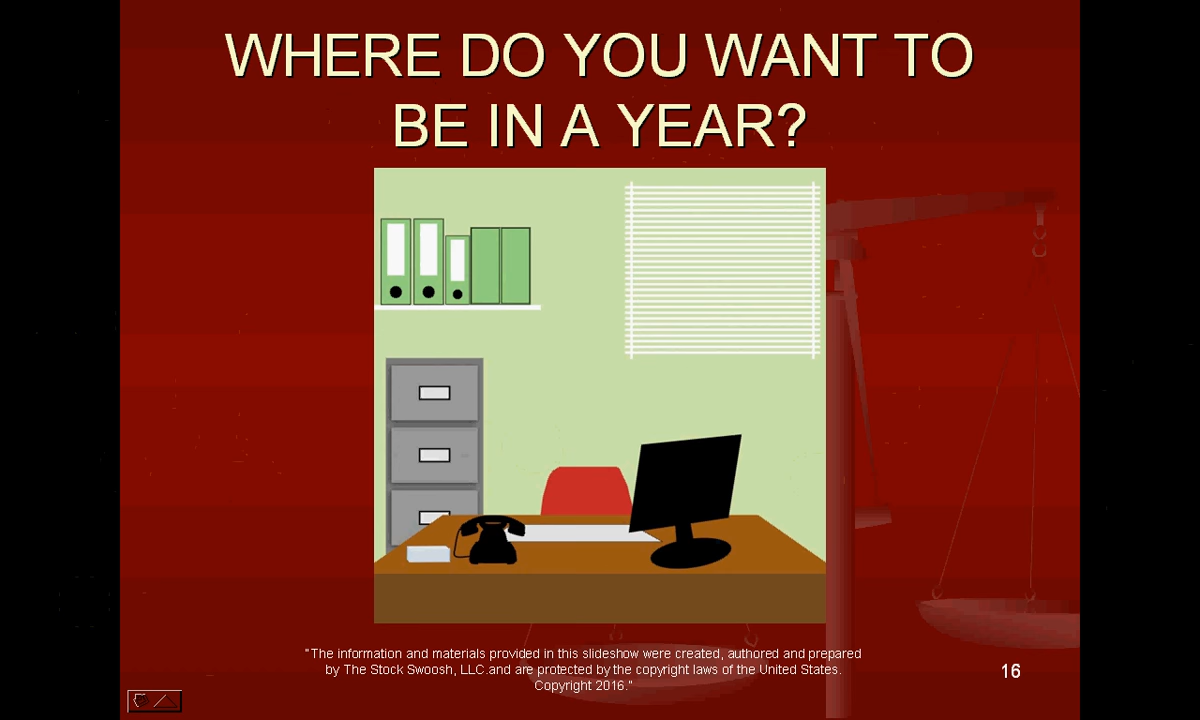 WHERE DO YOU WANT TO
BE IN A YEAR?
"The information and materials provided in this slideshow were created, authored and prepared
by The Stock Swoosh, LLC.and are protected by the copyright laws of the United States.
Copyright 2016."
16